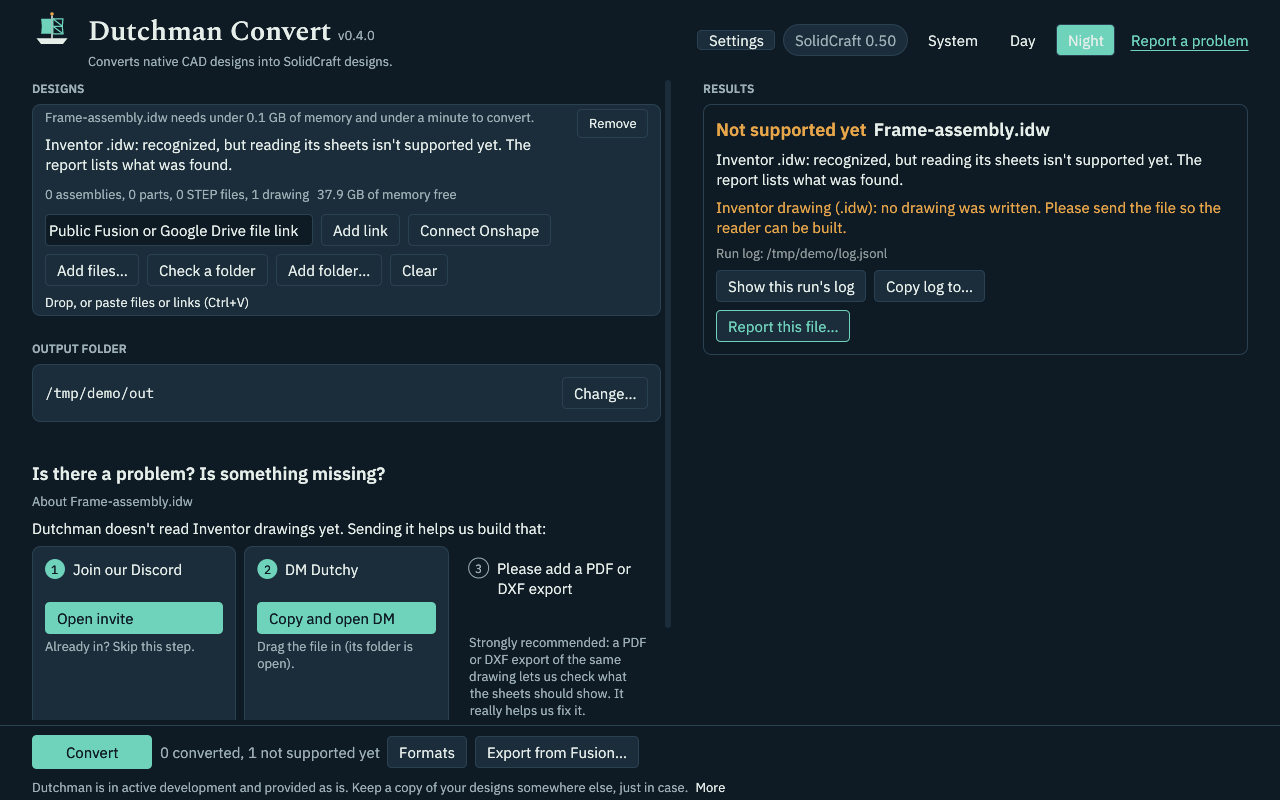 Dutchman Convert v0.4.0
Converts native CAD designs into SolidCraft designs.
Settings
SolidCraft 0.50
System
Day
Night
Report a problem
DESIGNS
Frame-assembly.idw needs under 0.1 GB of memory and under a minute to convert.
Remove
Inventor .idw: recognized, but reading its sheets isn't supported yet. The
report lists what was found.
0 assemblies, 0 parts, 0 STEP files, 1 drawing 37.9 GB of memory free
Public Fusion or Google Drive file link
Add link
Connect Onshape
Add files...
Check a folder
Add folder...
Clear
Drop, or paste files or links (Ctrl+V)
OUTPUT FOLDER
/tmp/demo/out
Change...
Is there a problem? Is something missing?
About Frame-assembly.idw
Dutchman doesn't read Inventor drawings yet. Sending it helps us build that:
1 Join our Discord
Open invite
Already in? Skip this step.
2 DM Dutchy
Copy and open DM
Drag the file in (its folder is
open).
3 Please add a PDF or
DXF export
Strongly recommended: a PDF
or DXF export of the same
drawing lets us check what
the sheets should show. It
really helps us fix it.
RESULTS
Not supported yet Frame-assembly.idw
Inventor .idw: recognized, but reading its sheets isn't supported yet. The
report lists what was found.
Inventor drawing (.idw): no drawing was written. Please send the file so the
reader can be built.
Run log: /tmp/demo/log.jsonl
Show this run's log
Copy log to...
Report this file...
Convert
0 converted, 1 not supported yet
Formats
Export from Fusion...
Dutchman is in active development and provided as is. Keep a copy of your designs somewhere else, just in case. More